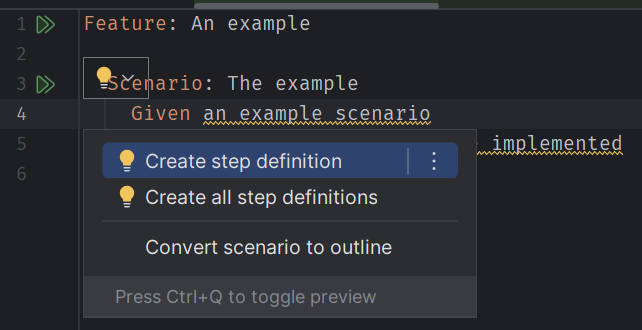 1 Feature: An example
2
3 Scenario: The example
4 Given an example scenario
5 implemented
6
Create step definition
Create all step definitions
Convert scenario to outline
Press Ctrl+Q to toggle preview